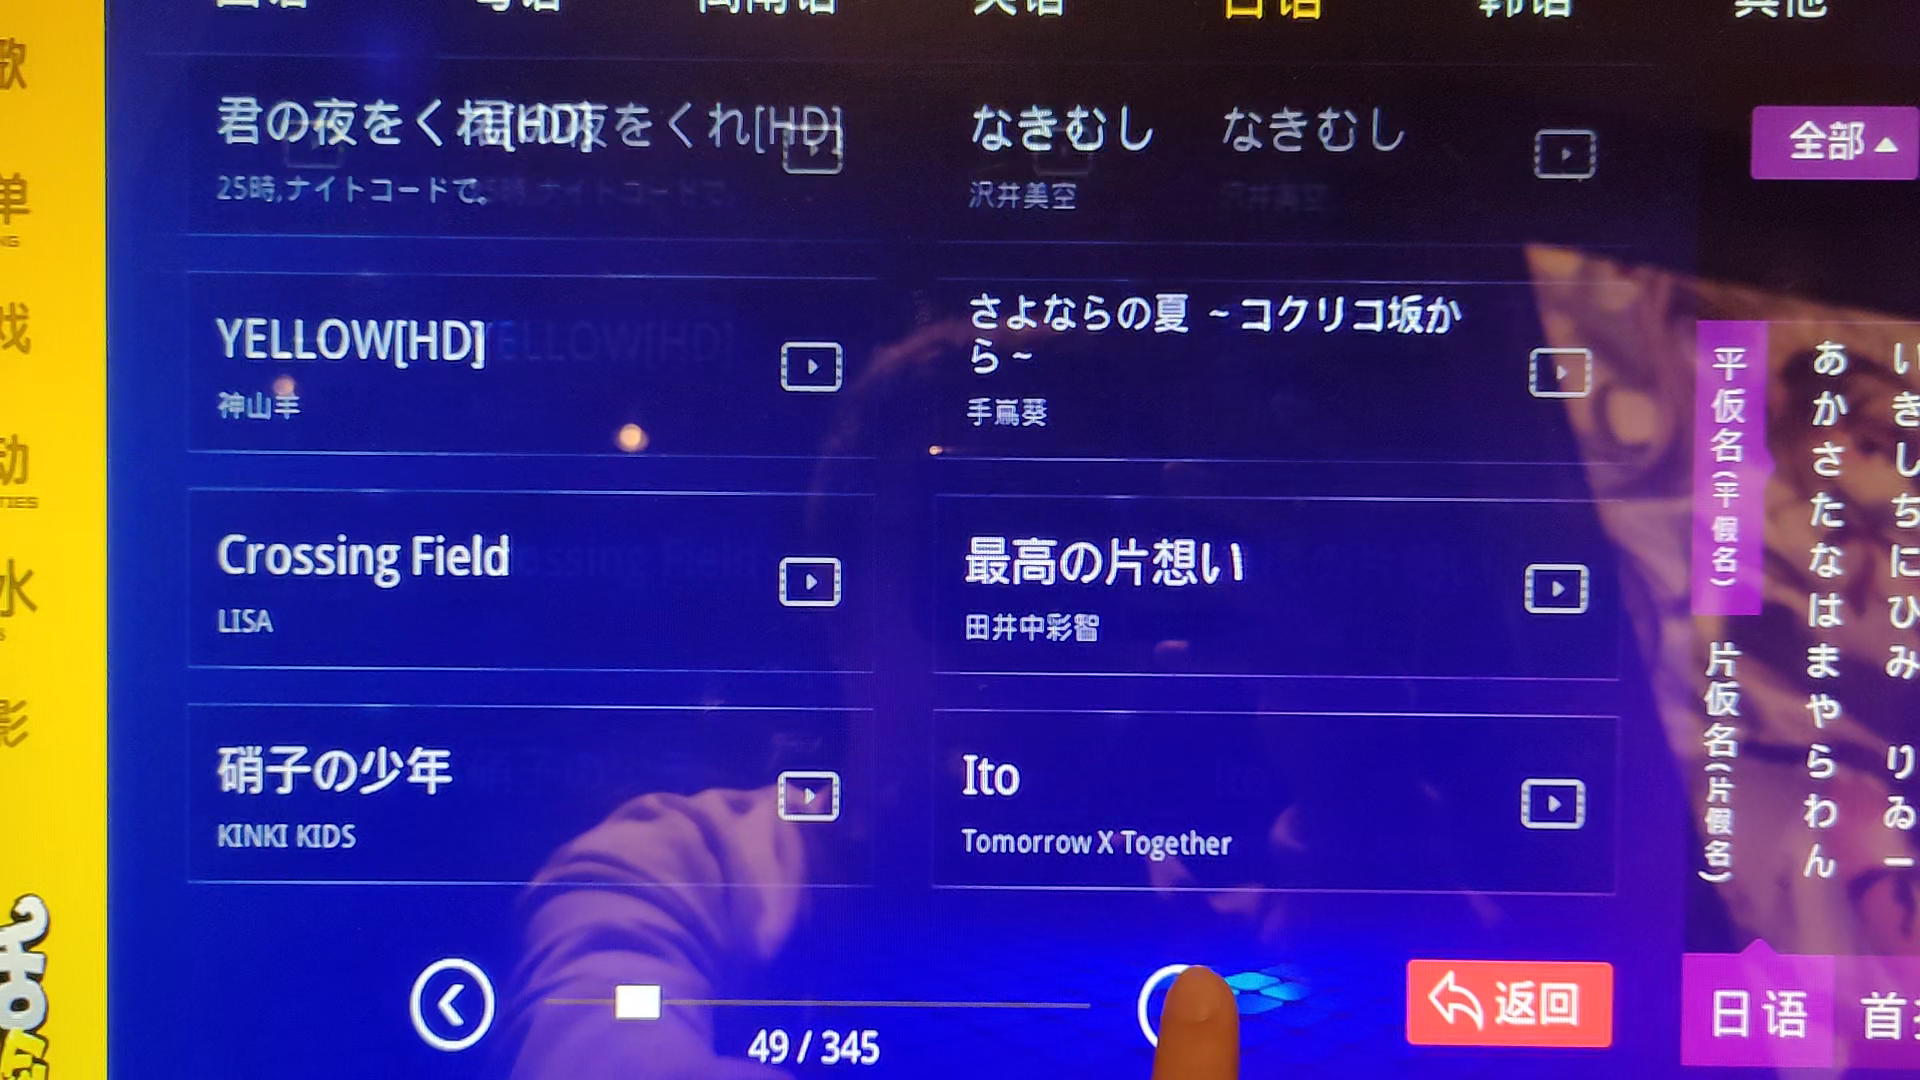 日语
君の夜をくれ[HD]
25時,ナイトコードで。
なきむし
沢井美空
全部
YELLOW[HD]
神山羊
さよならの夏 ~コクリコ坂か
ら~
手嶌葵
Crossing Field
LISA
最高の片想い
田井中彩智
硝子の少年
KINKI KIDS
Ito
Tomorrow X Together
49 / 345
返回
平仮名(平假名)
片仮名(片假名)
あかさたなはまやらわん
いきしちにひみ りゐー
日语
首